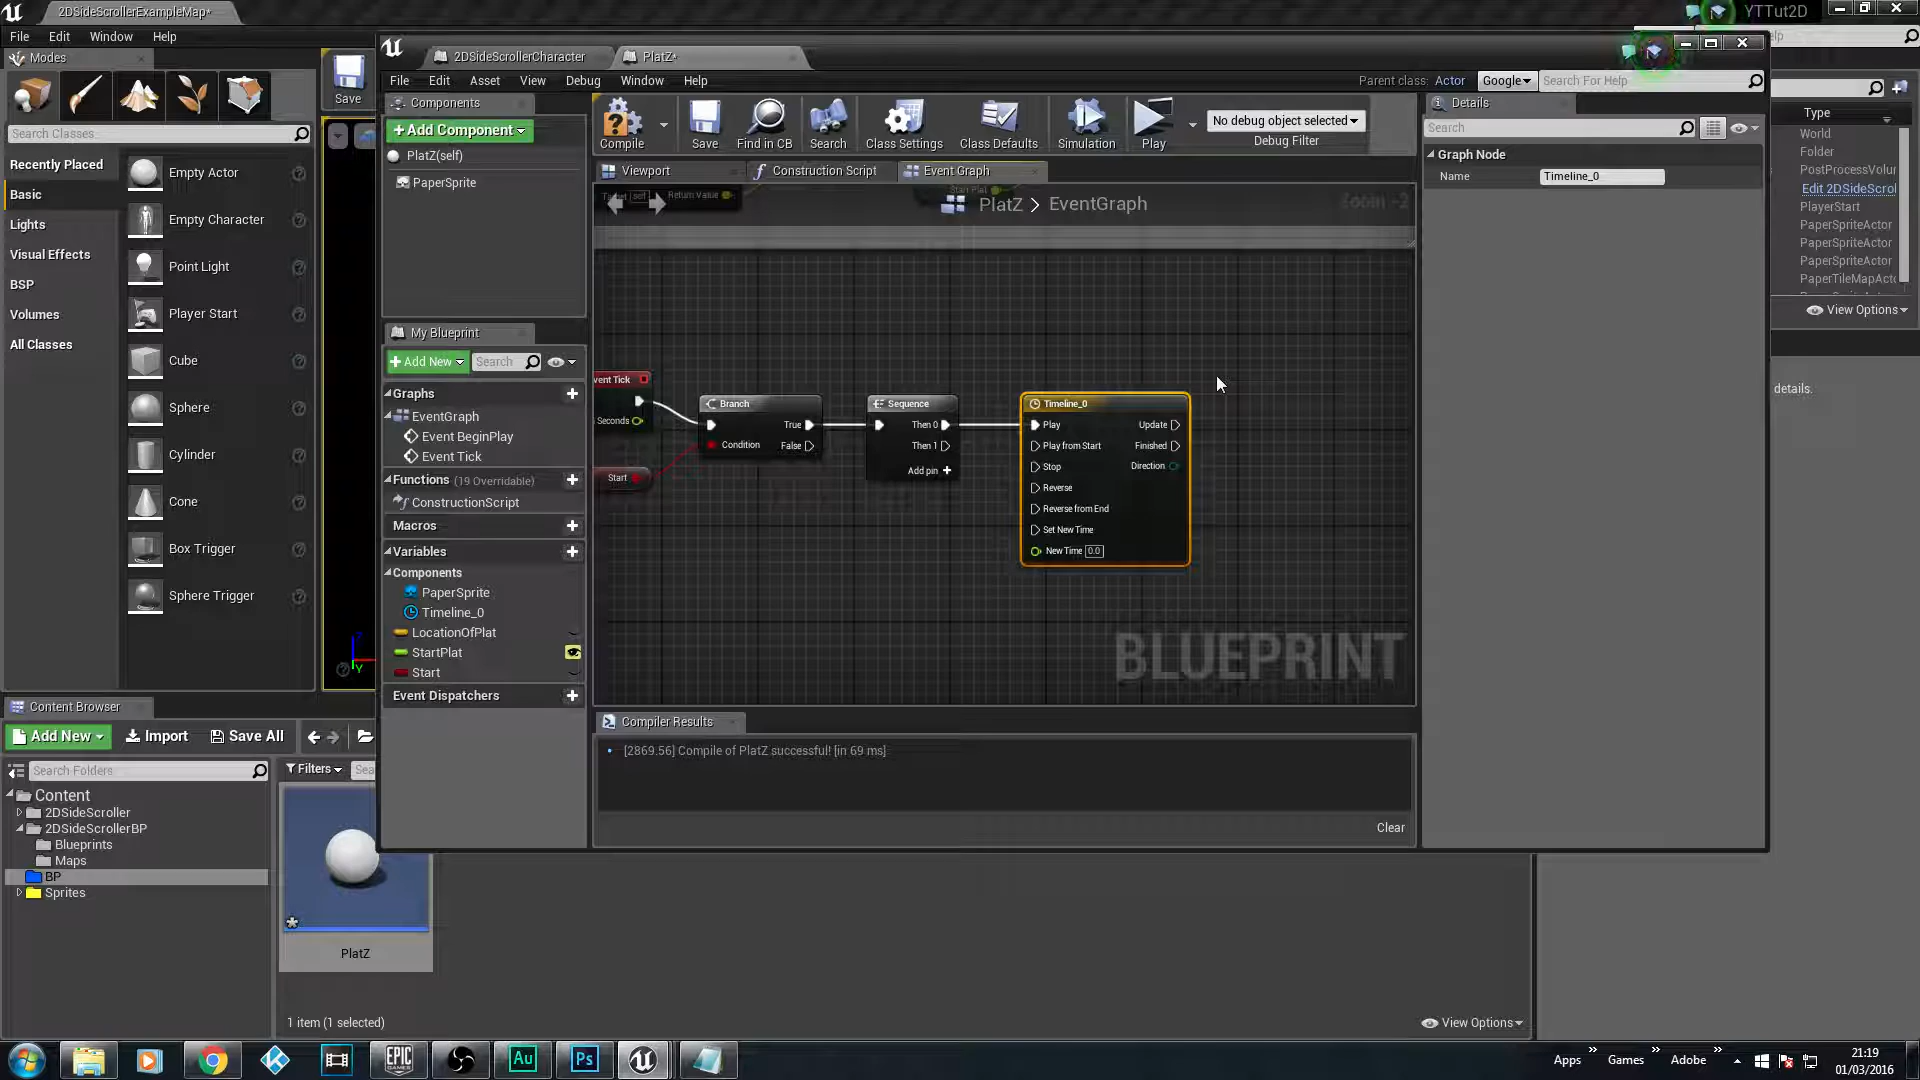 2DSideScrollerExampleMap*
YTTut2D
File Edit Window Help
Modes
Save
Search Classes
Recently Placed
Basic
Lights
Visual Effects
BSP
Volumes
All Classes
Empty Actor
Empty Character
Point Light
Player Start
Cube
Sphere
Cylinder
Cone
Box Trigger
Sphere Trigger
2DSideScrollerCharacter
PlatZ*
File Edit Asset View Debug Window Help
Parent class: Actor
Google
Search For Help
Components
+Add Component
PlatZ(self)
PaperSprite
Compile
Save
Find in CB
Search
Class Settings
Class Defaults
Simulation
Play
No debug object selected
Debug Filter
Viewport
Construction Script
Event Graph
Return Value
PlatZ > EventGraph
Zoom -2
My Blueprint
+Add New
Search
Graphs
EventGraph
Event BeginPlay
Event Tick
Functions (19 Overridable)
ConstructionScript
Macros
Variables
Components
PaperSprite
Timeline_0
LocationOfPlat
StartPlat
Start
Event Dispatchers
vent Tick
Seconds
Start
Branch
True
Condition
False
Sequence
Then 0
Then 1
Add pin +
Timeline_0
Play
Update
Play from Start
Finished
Stop
Direction
Reverse
Reverse from End
Set New Time
New Time 0.0
BLUEPRINT
Compiler Results
[2869.56] Compile of PlatZ successful! [in 69 ms]
Clear
Details
Search
Graph Node
Name Timeline_0
Type
World
Folder
PostProcessVolur
Edit 2DSideScrol
PlayerStart
PaperSpriteActor
PaperSpriteActor
PaperSpriteActor
PaperTileMapActo
View Options
details.
Content Browser
Add New
Import
Save All
Search Folders
Filters
Sea
Content
2DSideScroller
2DSideScrollerBP
Blueprints
Maps
BP
Sprites
PlatZ
1 item (1 selected)
View Options
EPIC
GAMES
Au
Ps
Apps
Games
Adobe
21:19
01/03/2016